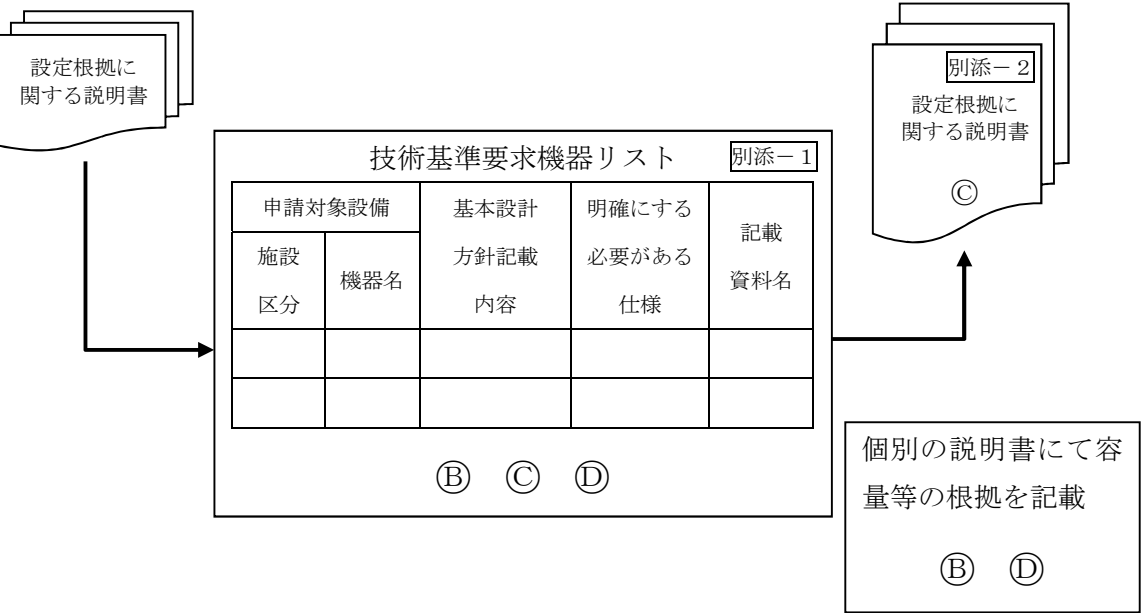 設定根拠に
関する説明書
技術基準要求機器リスト
別添－１
申請対象設備
施設
区分
機器名
基本設計
方針記載
内容
明確にする
必要がある
仕様
記載
資料名
Ⓑ Ⓒ Ⓓ
別添－２
設定根拠に
関する説明書
Ⓒ
個別の説明書にて容
量等の根拠を記載
Ⓑ Ⓓ